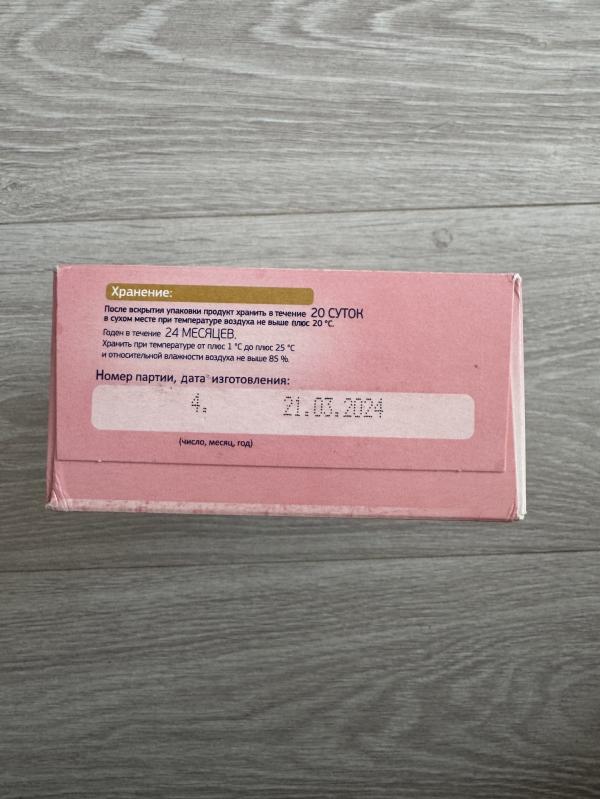 Хранение:
После вскрытия упаковки продукт хранить в течение 20 СУТОК
в сухом месте при температуре воздуха не выше плюс 20 °С.
Годен в течение 24 МЕСЯЦЕВ.
Хранить при температуре от плюс 1 °С до плюс 25 °С
и относительной влажности воздуха не выше 85 %.
Номер партии, дата изготовления:
4. 21.03.2024
(число, месяц, год)